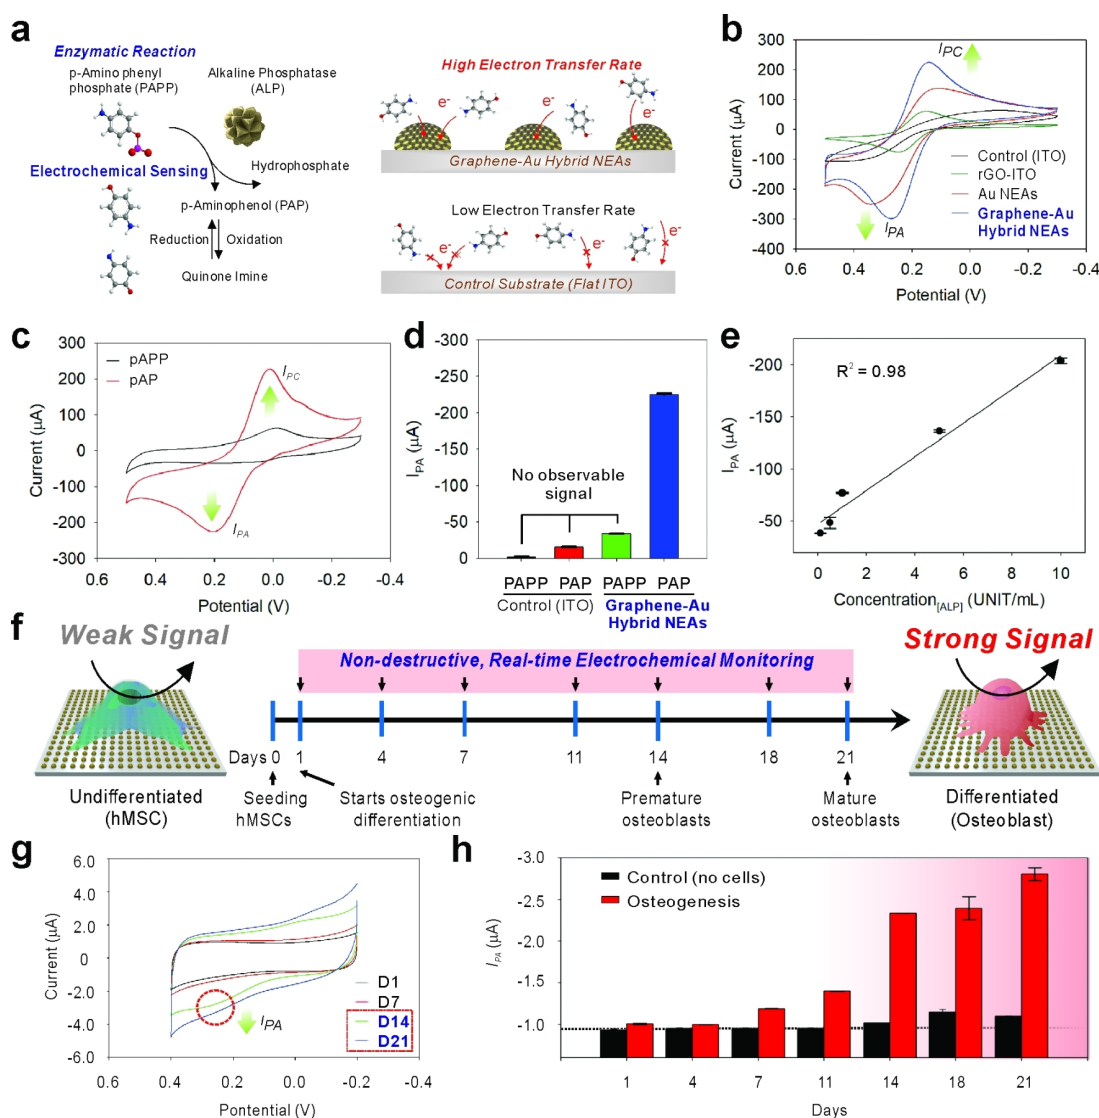 a
Enzymatic Reaction
p-Amino phenyl
phosphate (PAPP)
Alkaline Phosphatase
(ALP)
Hydrophosphate
Electrochemical Sensing
p-Aminophenol (PAP)
Reduction
Oxidation
Quinone Imine
High Electron Transfer Rate
e-
e-
e-
e-
Graphene-Au Hybrid NEAs
Low Electron Transfer Rate
e-
e-
e-
Control Substrate (Flat ITO)
b
300
200
100
0
-100
-200
-300
-400
Current (μA)
IPC
IPA
Control (ITO)
rGO-ITO
Au NEAs
Graphene-Au
Hybrid NEAs
0.6 0.4 0.2 0.0 -0.2 -0.4
Potential (V)
c
300
200
100
0
-100
-200
-300
Current (μA)
pAPP
pAP
IPC
IPA
0.6 0.4 0.2 0.0 -0.2 -0.4
Potential (V)
d
-300
-250
-200
-150
-100
-50
0
IPA (μA)
No observable
signal
PAPP PAP PAPP PAP
Control (ITO)
Graphene-Au
Hybrid NEAs
e
-200
-150
-100
-50
IPA (μA)
R2 = 0.98
0 2 4 6 8 10
Concentration[ALP] (UNIT/mL)
f
Weak Signal
Undifferentiated
(hMSC)
Non-destructive, Real-time Electrochemical Monitoring
Days 0 1 4 7 11 14 18 21
Seeding
hMSCs
Starts osteogenic
differentiation
Premature
osteoblasts
Mature
osteoblasts
Strong Signal
Differentiated
(Osteoblast)
g
6.0
4.0
2.0
0
-2.0
-4.0
-6.0
Current (μA)
IPA
D1
D7
D14
D21
0.6 0.4 0.2 0.0 -0.2 -0.4
Potential (V)
h
-3.0
-2.5
-2.0
-1.5
-1.0
IPA (μA)
Control (no cells)
Osteogenesis
1 4 7 11 14 18 21
Days